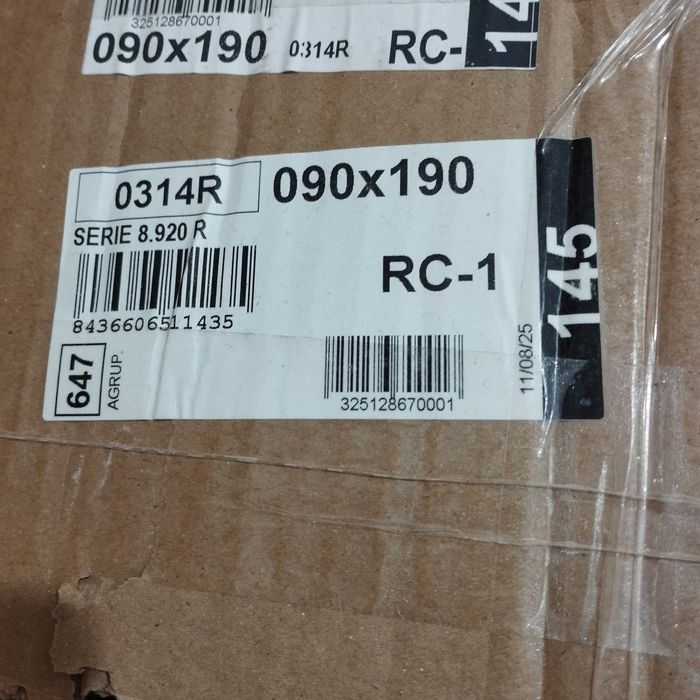 325128670001
090x190 0314R RC-
0314R 090x190
SERIE 8.920 R
RC-1
8436606511435
647 AGRUP.
325128670001
11/08/25
145